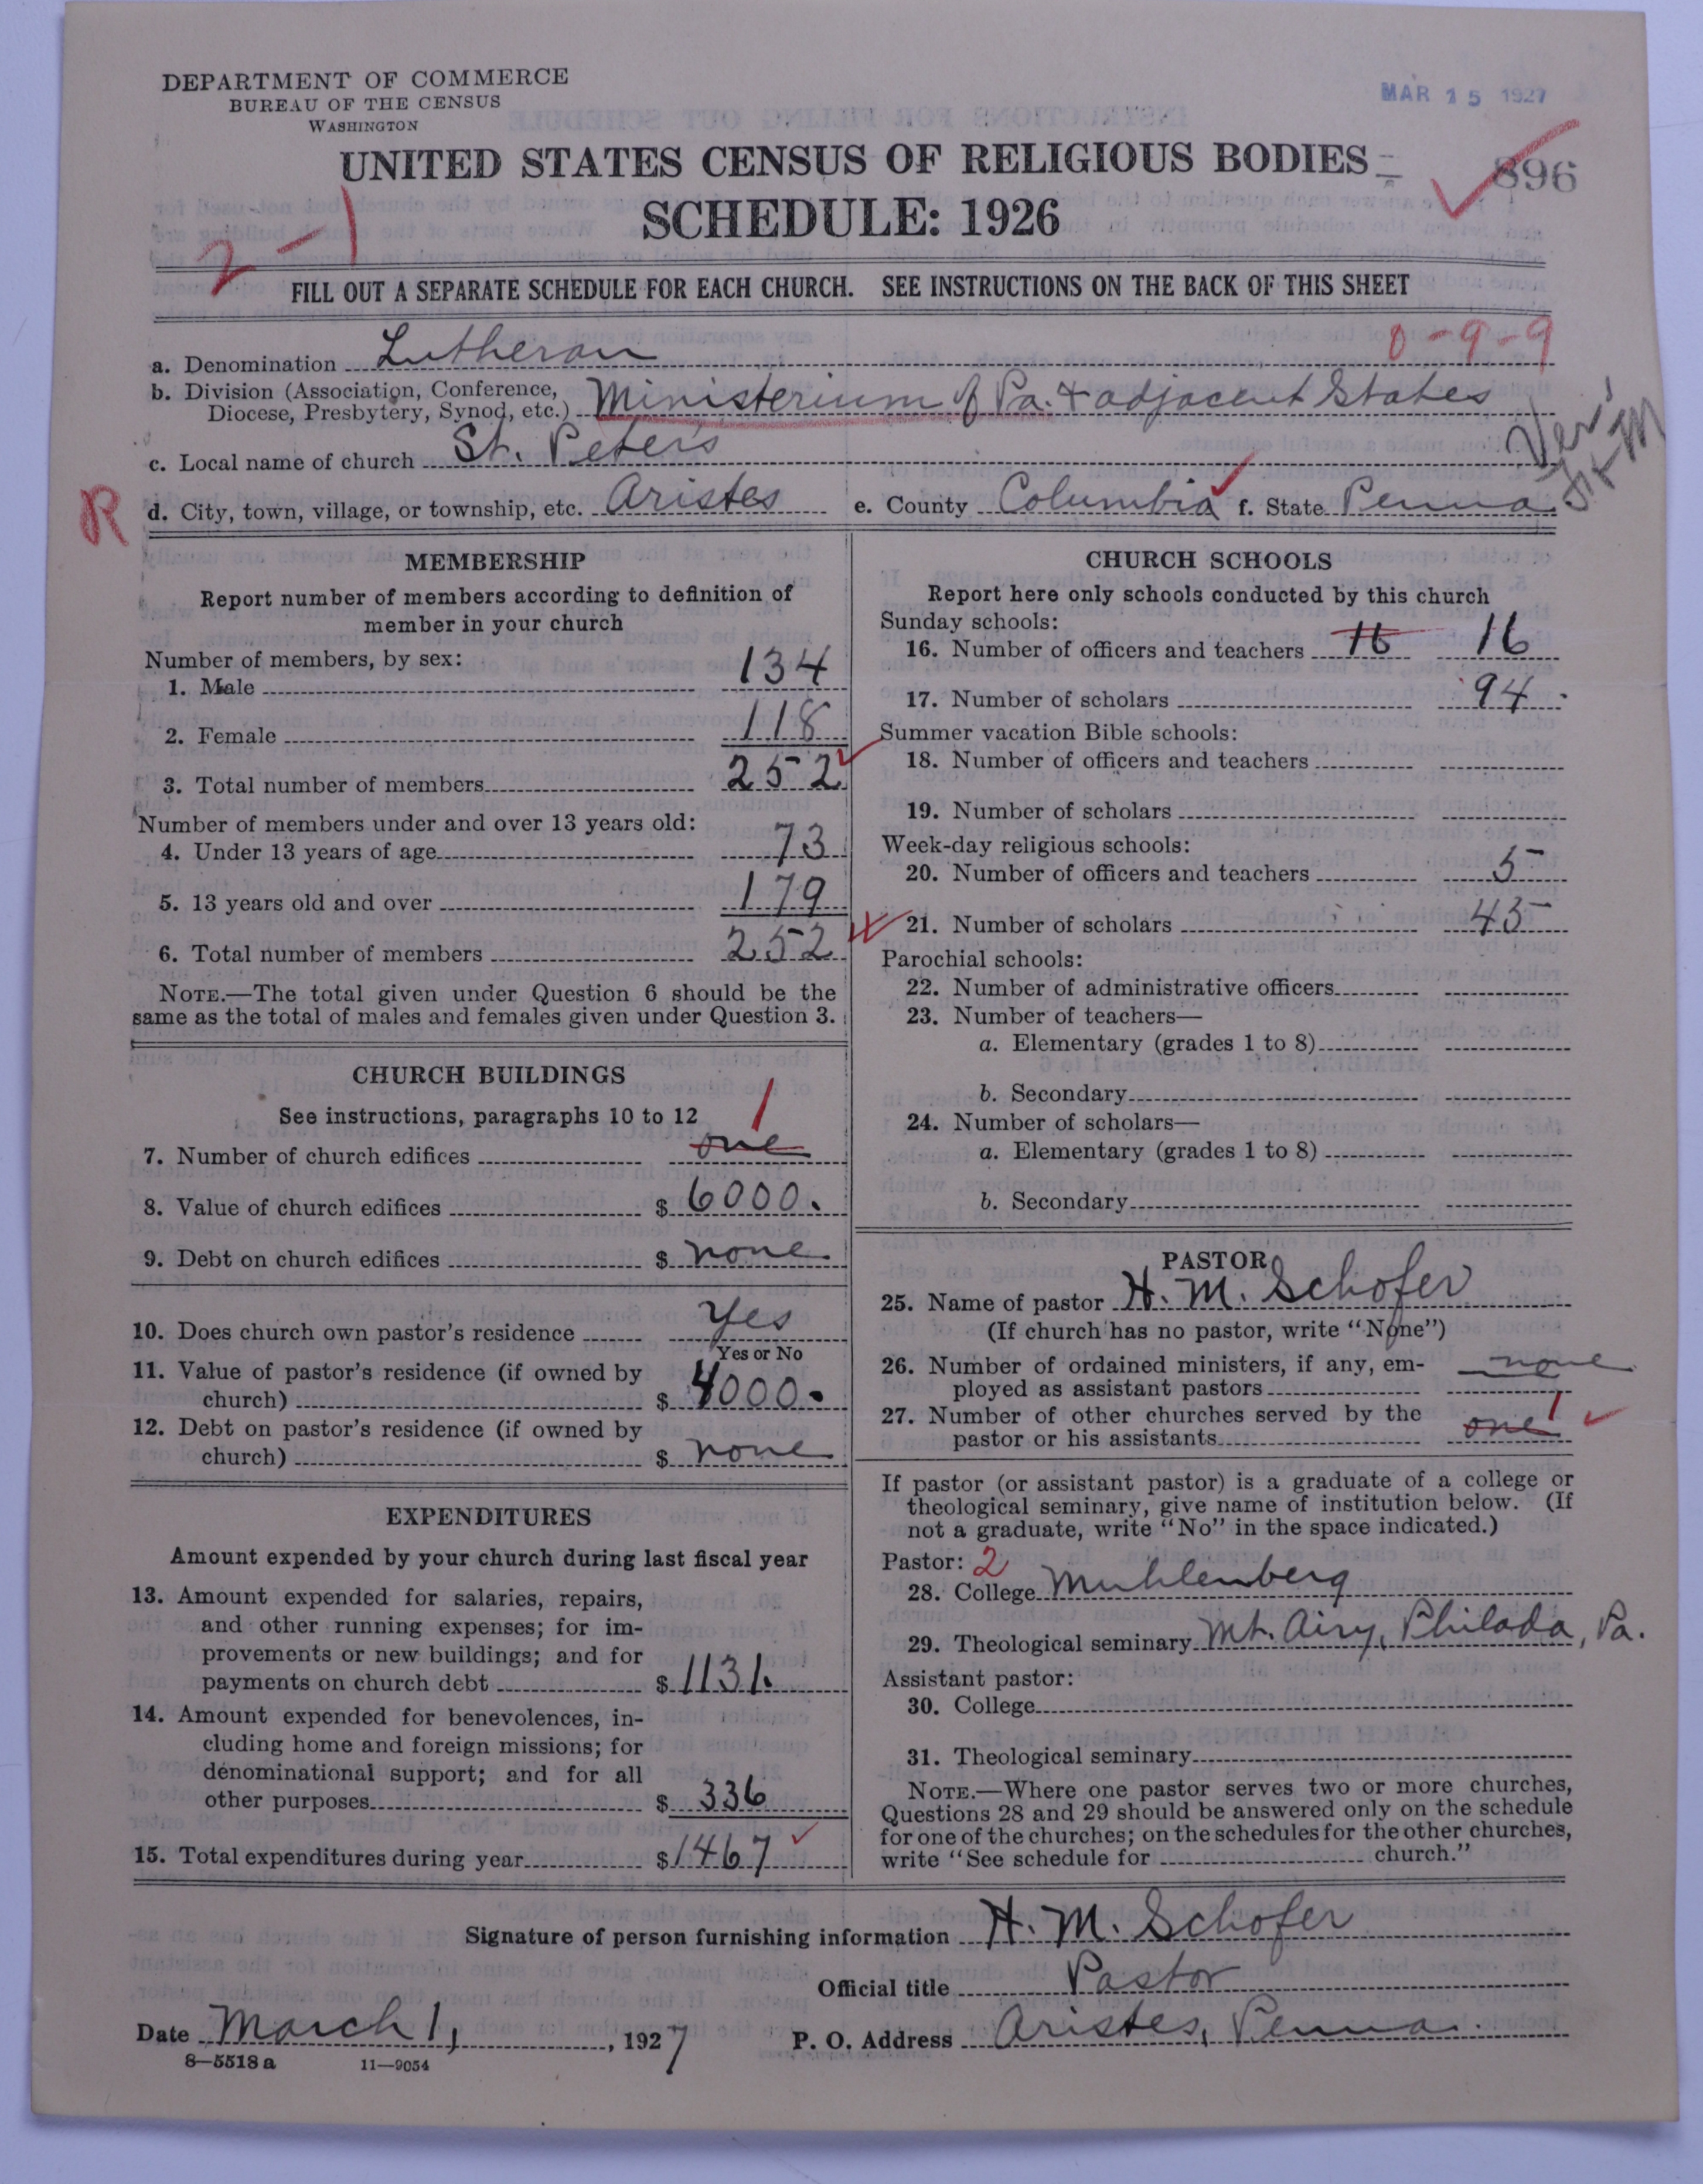 DEPARTMENT OF COMMERCE
BUREAU OF THE CENSUS
WASHINGTON
MAR 15 1927
UNITED STATES CENSUS OF RELIGIOUS BODIES
896
SCHEDULE: 1926
2-1
FILL OUT A SEPARATE SCHEDULE FOR EACH CHURCH. SEE INSTRUCTIONS ON THE BACK OF THIS SHEET
0-9-9
a. Denomination Lutheran
b. Division (Association, Conference,
Diocese, Presbytery, Synod, etc.) Ministerium of Pa. & adjacent States
c. Local name of church St. Peter's
R
d. City, town, village, or township, etc. Aristes e. County Columbia f. State Penna
MEMBERSHIP
Report number of members according to definition of
member in your church
Number of members, by sex:
1. Male 134
2. Female 118
3. Total number of members 252
Number of members under and over 13 years old:
4. Under 13 years of age 73
5. 13 years old and over 179
6. Total number of members 252
NOTE.—The total given under Question 6 should be the
same as the total of males and females given under Question 3.
CHURCH BUILDINGS
See instructions, paragraphs 10 to 12
1
7. Number of church edifices one
8. Value of church edifices $ 6000.
9. Debt on church edifices $ none
10. Does church own pastor's residence Yes
Yes or No
11. Value of pastor's residence (if owned by
church) $ 4000.
12. Debt on pastor's residence (if owned by
church) $ none
EXPENDITURES
Amount expended by your church during last fiscal year
13. Amount expended for salaries, repairs,
and other running expenses; for im-
provements or new buildings; and for
payments on church debt $ 1131.
14. Amount expended for benevolences, in-
cluding home and foreign missions; for
denominational support; and for all
other purposes $ 336
15. Total expenditures during year $ 1467
CHURCH SCHOOLS
Report here only schools conducted by this church
Sunday schools:
16. Number of officers and teachers 16 16
17. Number of scholars 94
Summer vacation Bible schools:
18. Number of officers and teachers
19. Number of scholars
Week-day religious schools:
20. Number of officers and teachers 5
21. Number of scholars 45
Parochial schools:
22. Number of administrative officers
23. Number of teachers—
a. Elementary (grades 1 to 8)
b. Secondary
24. Number of scholars—
a. Elementary (grades 1 to 8)
b. Secondary
PASTOR
25. Name of pastor H. M. Schofer
(If church has no pastor, write "None")
26. Number of ordained ministers, if any, em-
ployed as assistant pastors none
27. Number of other churches served by the
pastor or his assistants one 1
If pastor (or assistant pastor) is a graduate of a college or
theological seminary, give name of institution below. (If
not a graduate, write "No" in the space indicated.)
Pastor: 2
28. College Muhlenberg
29. Theological seminary Mt. Airy, Philada, Pa.
Assistant pastor:
30. College
31. Theological seminary
NOTE.—Where one pastor serves two or more churches,
Questions 28 and 29 should be answered only on the schedule
for one of the churches; on the schedules for the other churches,
write "See schedule for church."
Signature of person furnishing information H. M. Schofer
Official title Pastor
Date March 1, 1927 P. O. Address Aristes, Penna.
8—5518 a 11—9054